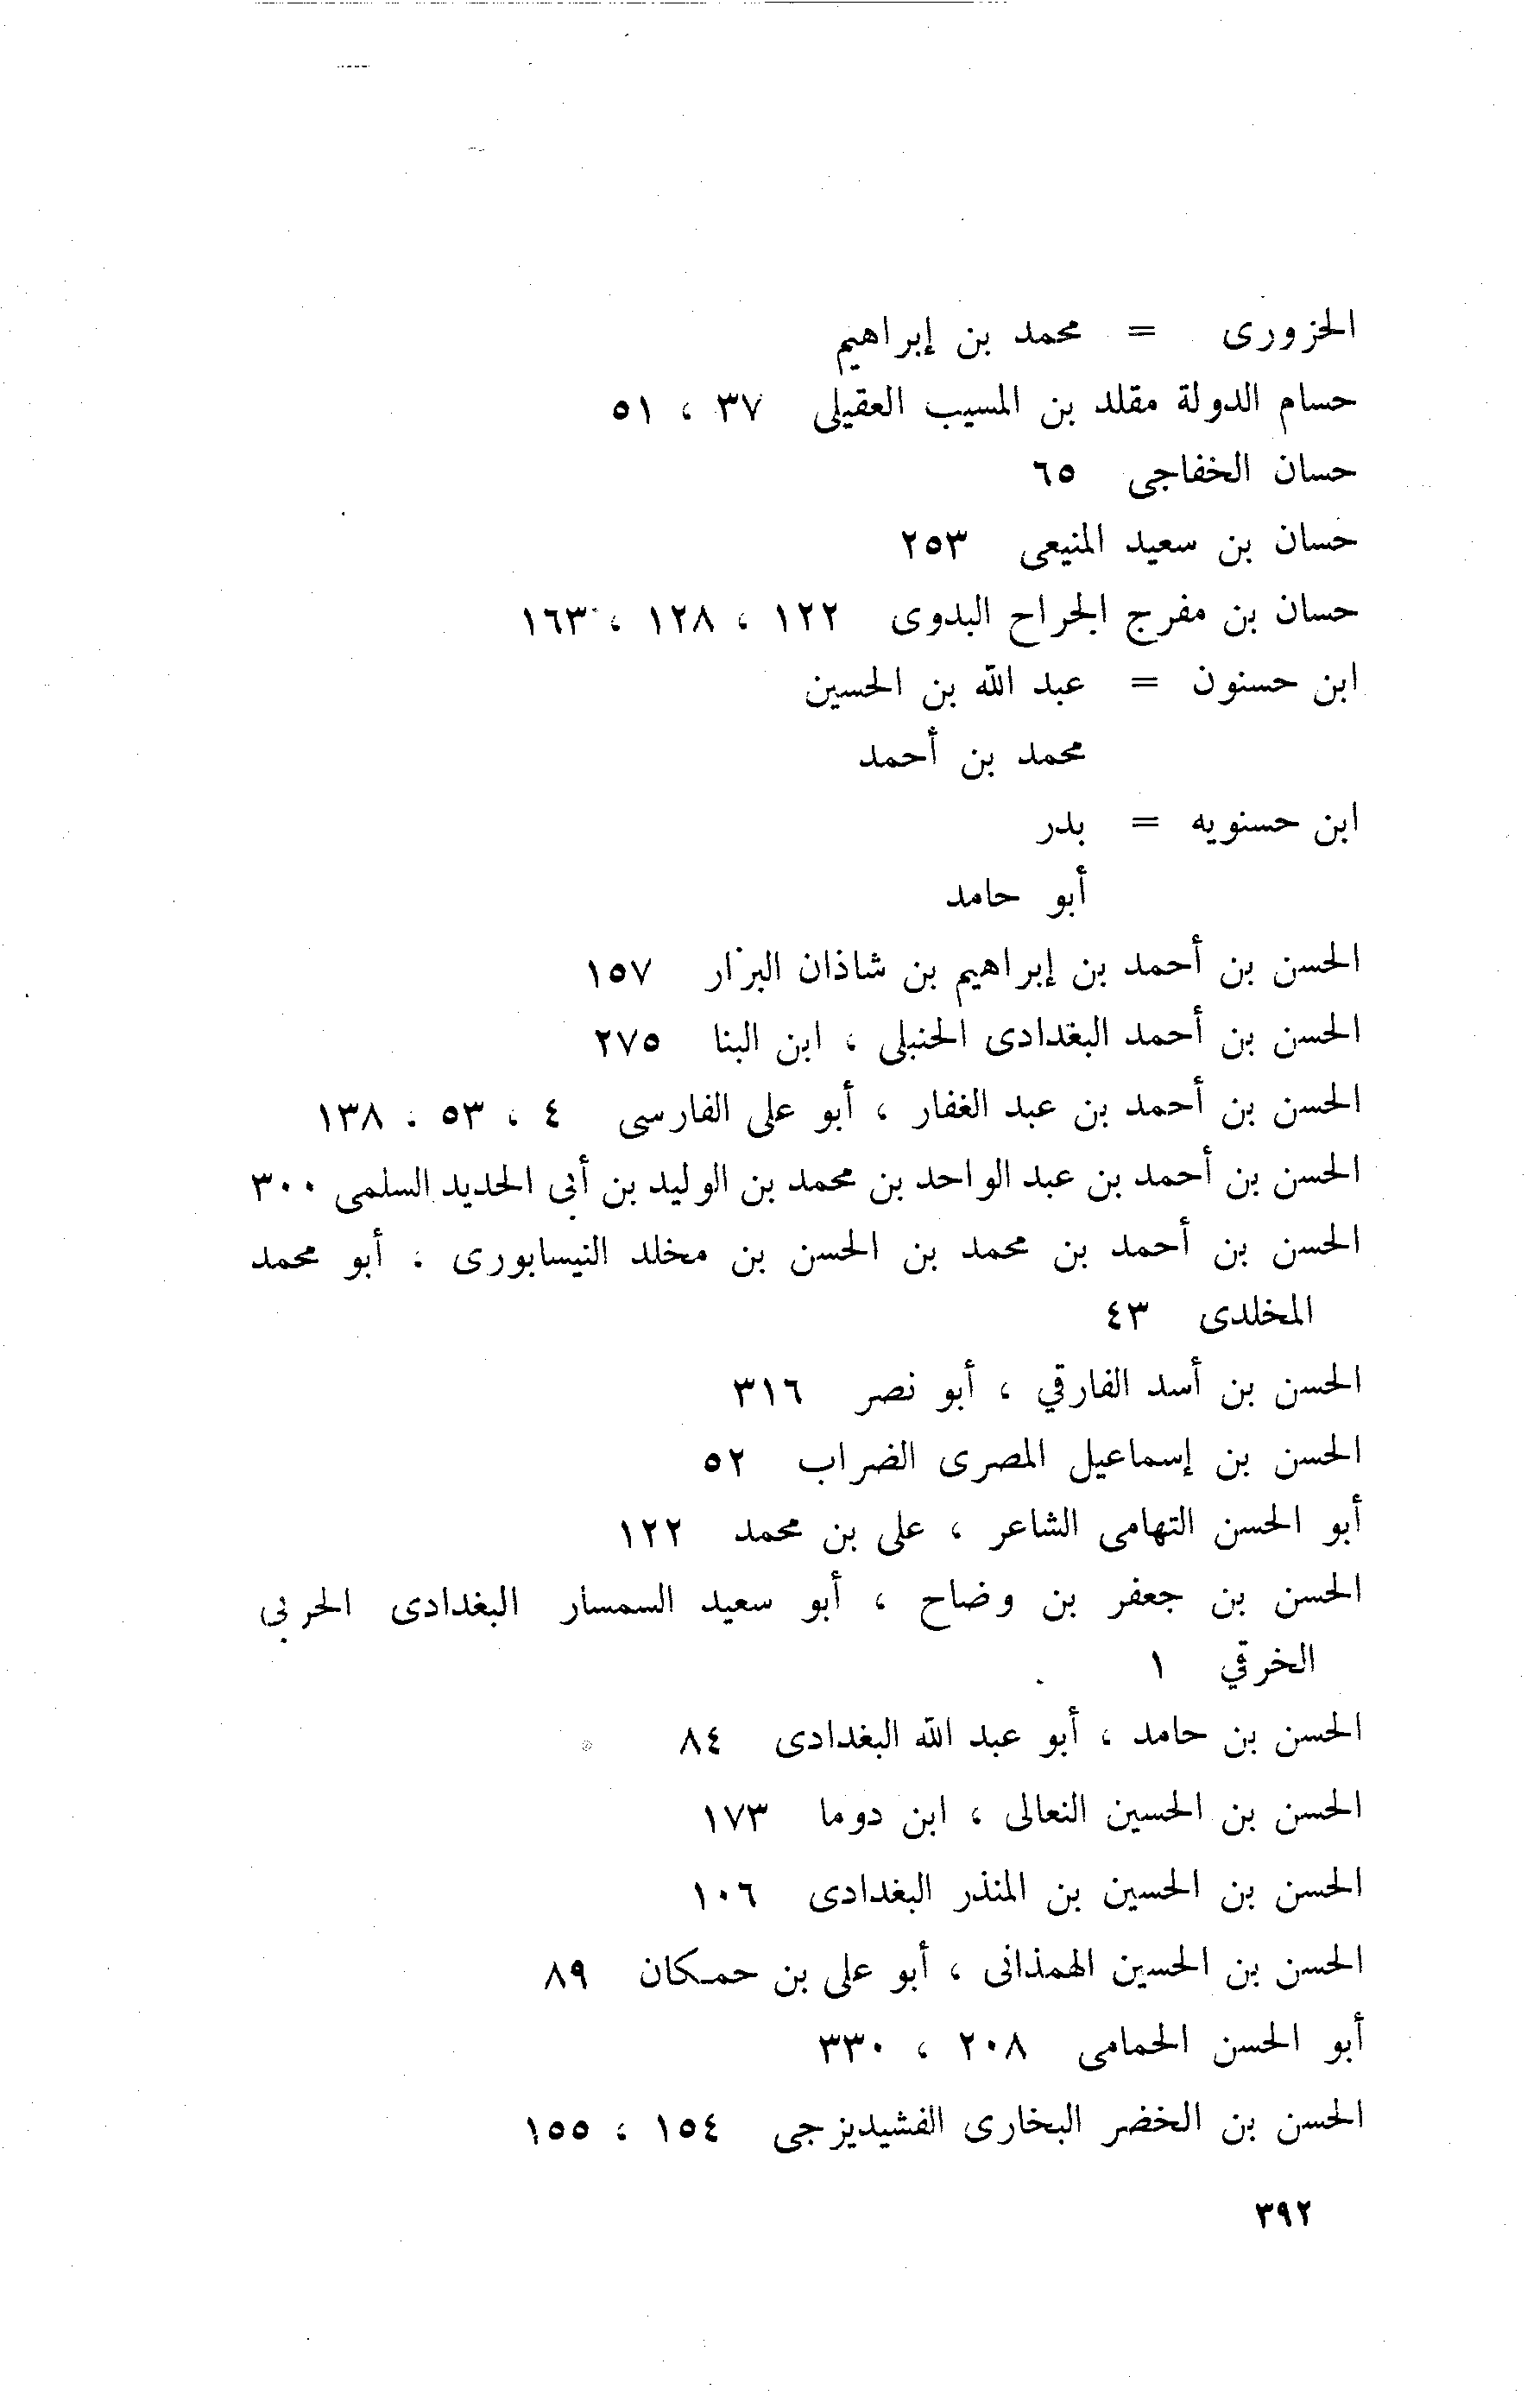 الحزورى = محمد بن إبراهيم
حسام الدولة مقلد بن المسيب العقيلى ٣٧ ، ٥١
حسان الخفاجى ٦٥
حسان بن سعيد المنيعى ٢٥٣
حسان بن مفرج الجراح البدوى ١٢٢ ، ١٢٨ ، ١٦٣
ابن حسنون = عبد الله بن الحسين
محمد بن أحمد
ابن حسنويه = بدر
أبو حامد
الحسن بن أحمد بن إبراهيم بن شاذان البزار ١٥٧
الحسن بن أحمد البغدادى الحنبلى ، ابن البنا ٢٧٥
الحسن بن أحمد بن عبد الغفار ، أبو على الفارسى ٤ ، ٥٣ ، ١٣٨
الحسن بن أحمد بن عبد الواحد بن محمد بن الوليد بن أبى الحديد السلمى ٣٠٠
الحسن بن أحمد بن محمد بن الحسن بن مخلد النيسابورى ، أبو محمد
المخلدى ٤٣
الحسن بن أسد الفارقي ، أبو نصر ٣١٦
الحسن بن إسماعيل المصرى الضراب ٥٢
أبو الحسن التهامى الشاعر ، على بن محمد ١٢٢
الحسن بن جعفر بن وضاح ، أبو سعيد السمسار البغدادى الحربى
الخرقي ١
الحسن بن حامد ، أبو عبد الله البغدادى ٨٤
الحسن بن الحسين النعالى ، ابن دوما ١٧٣
الحسن بن الحسين بن المنذر البغدادى ١٠٦
الحسن بن الحسين الهمذانى ، أبو على بن حمكان ٨٩
أبو الحسن الحمامى ٢٠٨ ، ٣٣٠
الحسن بن الخضر البخارى الفشيديزجى ١٥٤ ، ١٥٥
٣٩٢